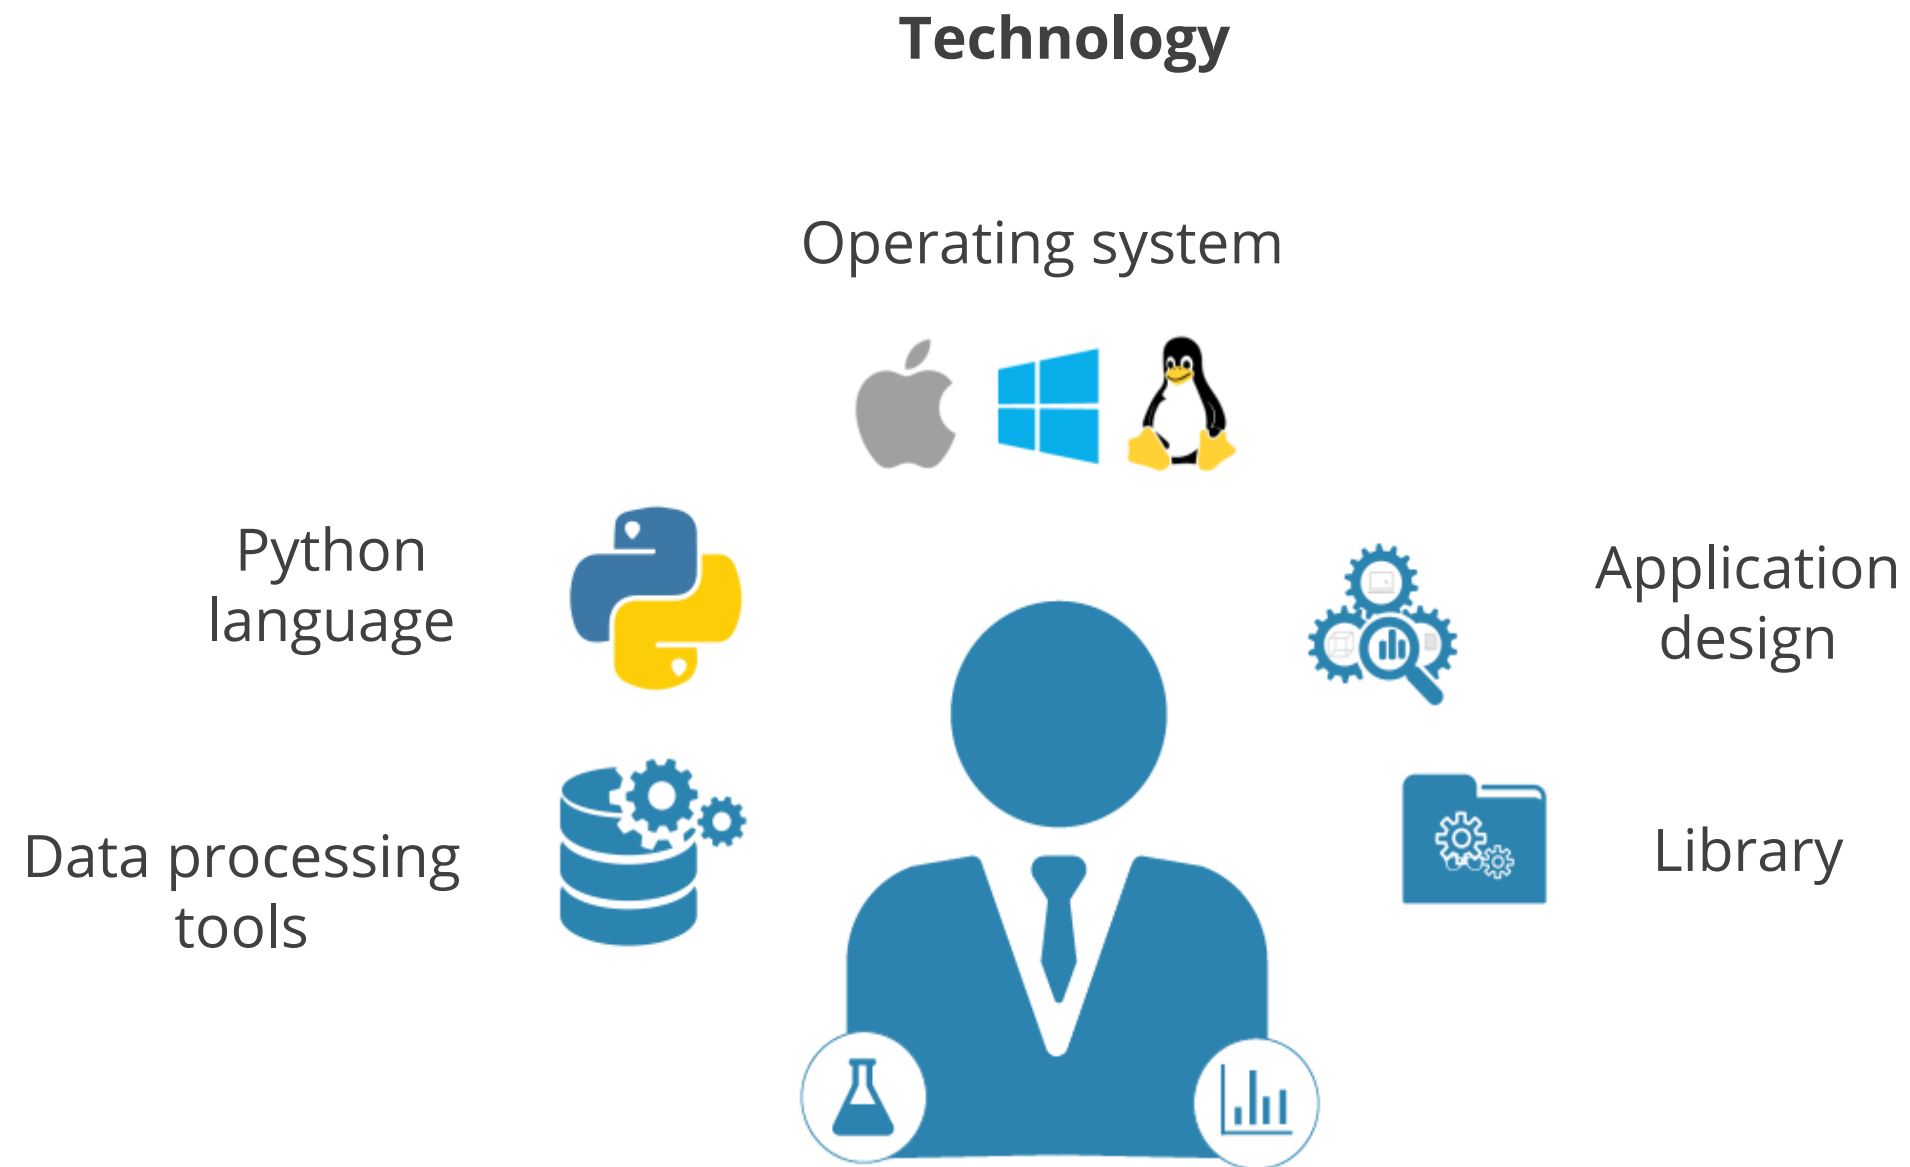 Technology
Operating system
Python
language
Application
design
Data processing
tools
Library